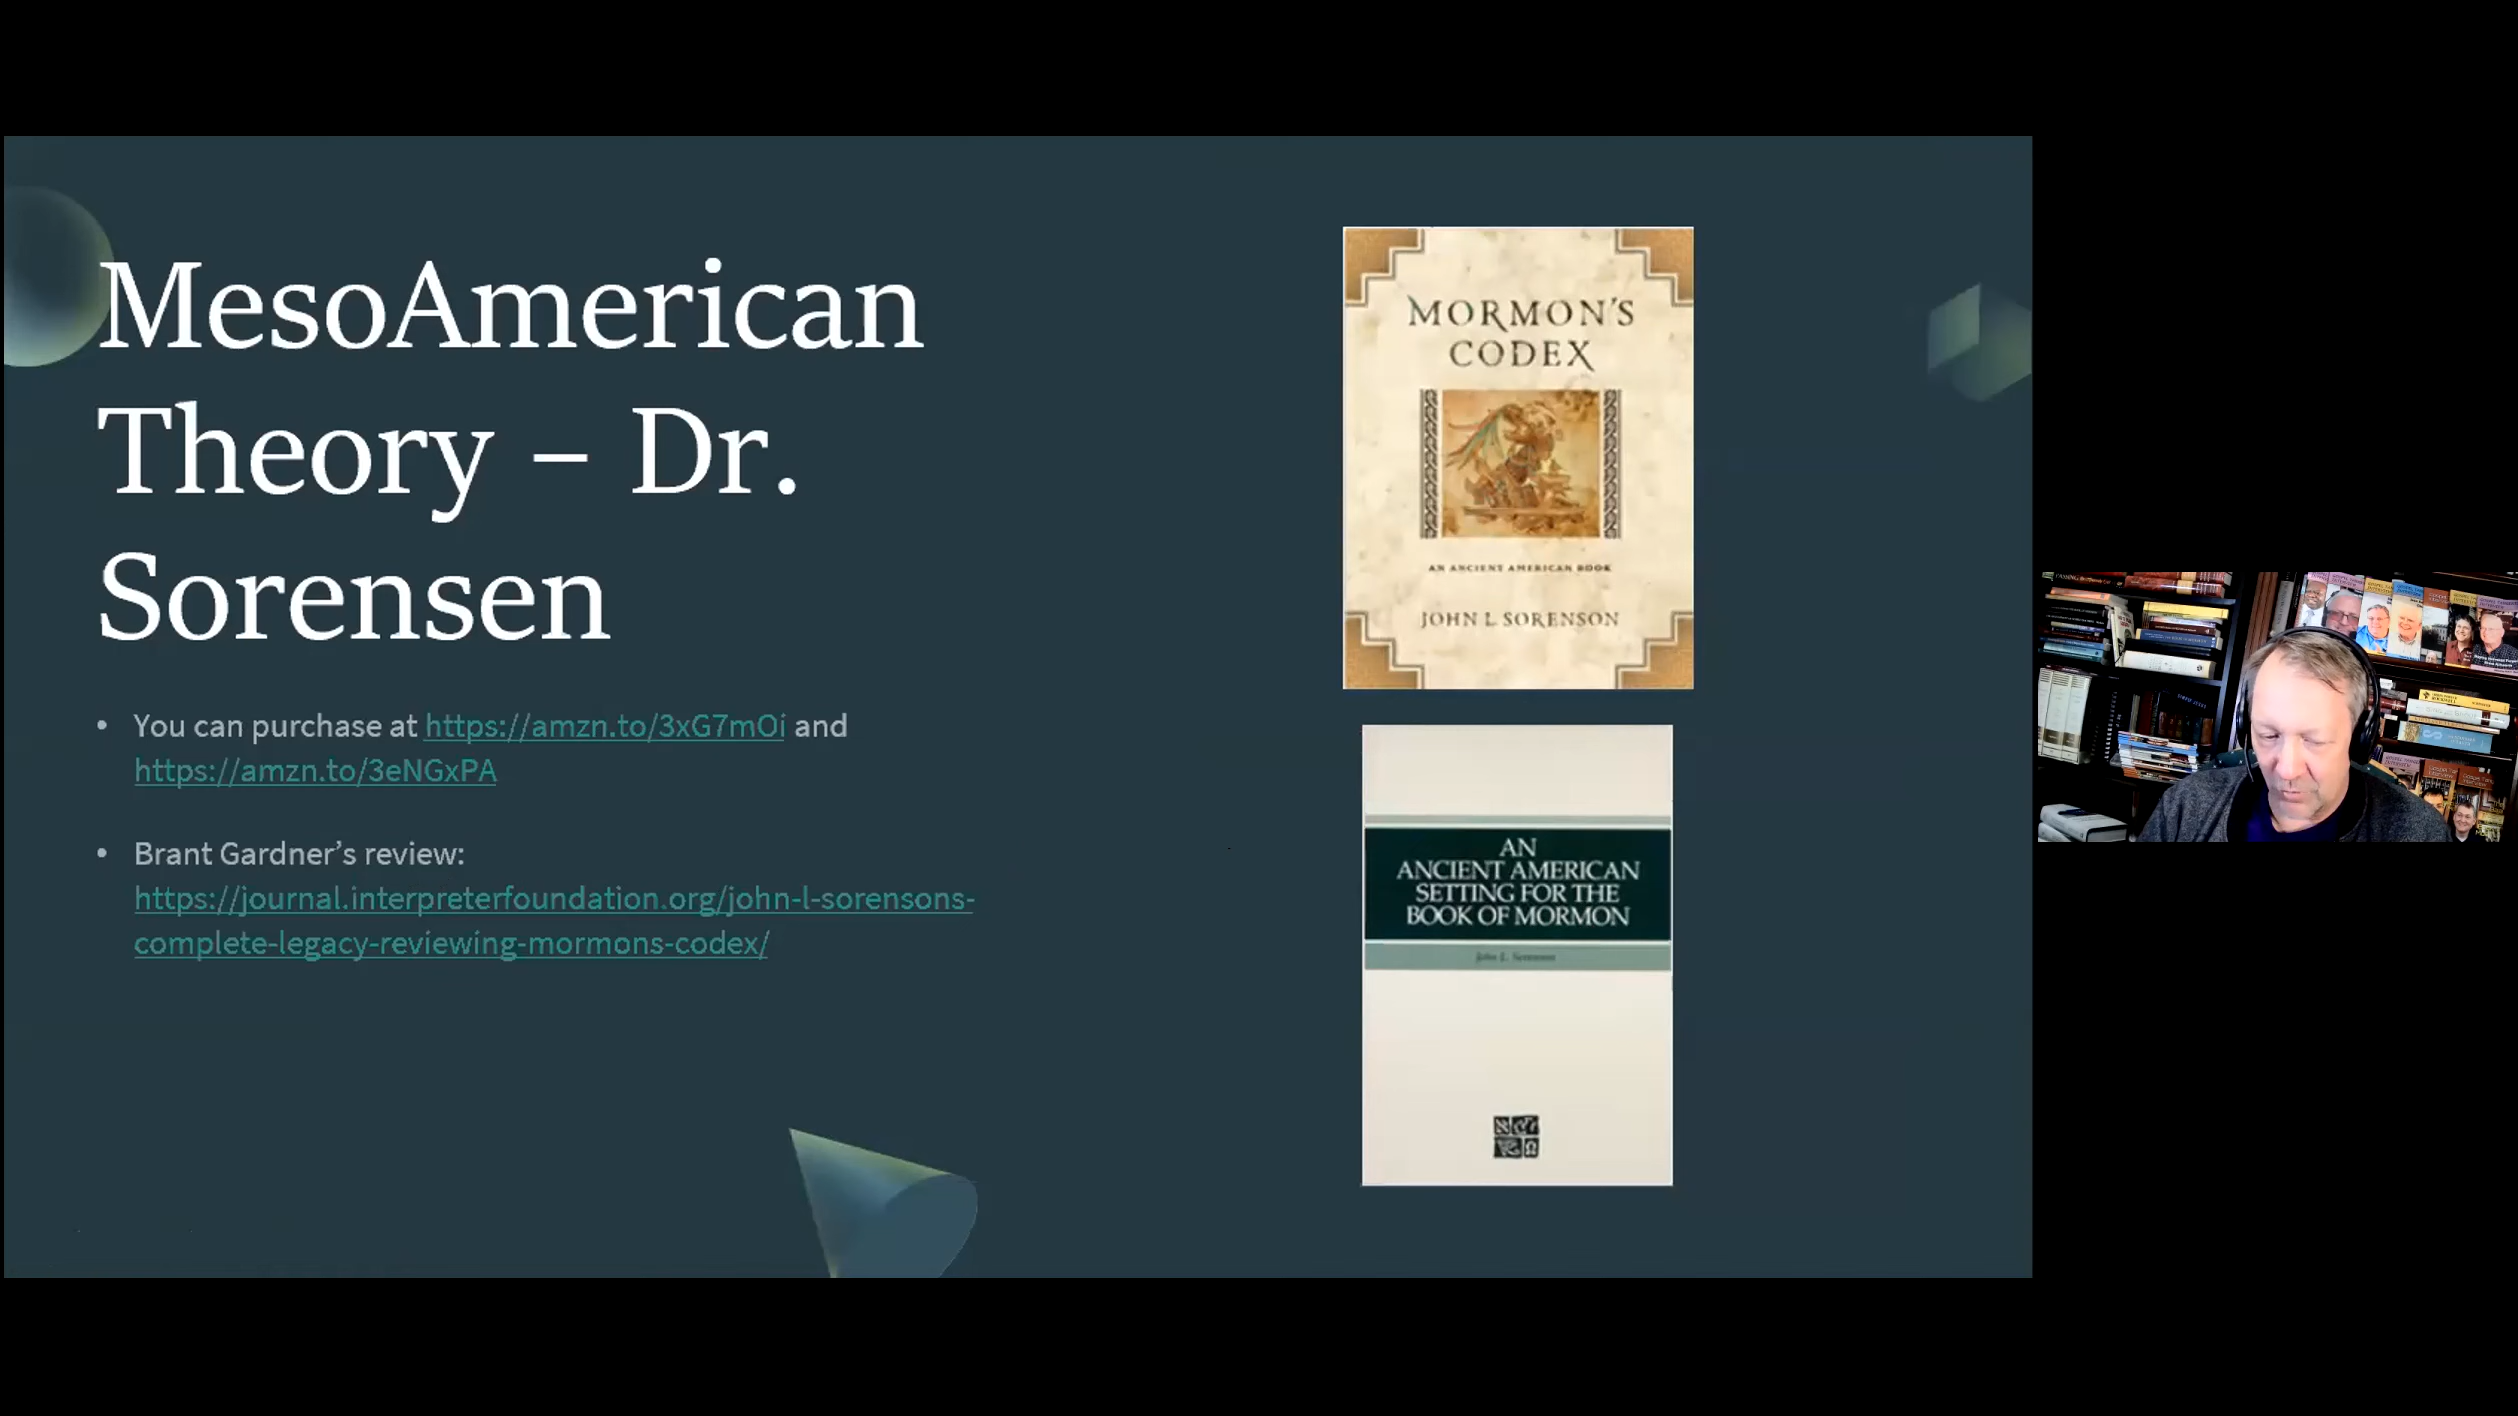 MesoAmerican
Theory – Dr.
Sorensen
• You can purchase at https://amzn.to/3xG7mOi and
https://amzn.to/3eNGxPA
• Brant Gardner’s review:
https://journal.interpreterfoundation.org/john-l-sorensons-
complete-legacy-reviewing-mormons-codex/
MORMON'S
CODEX
AN ANCIENT AMERICAN BOOK
JOHN L. SORENSON
AN
ANCIENT AMERICAN
SETTING FOR THE
BOOK OF MORMON
John L. Sorenson